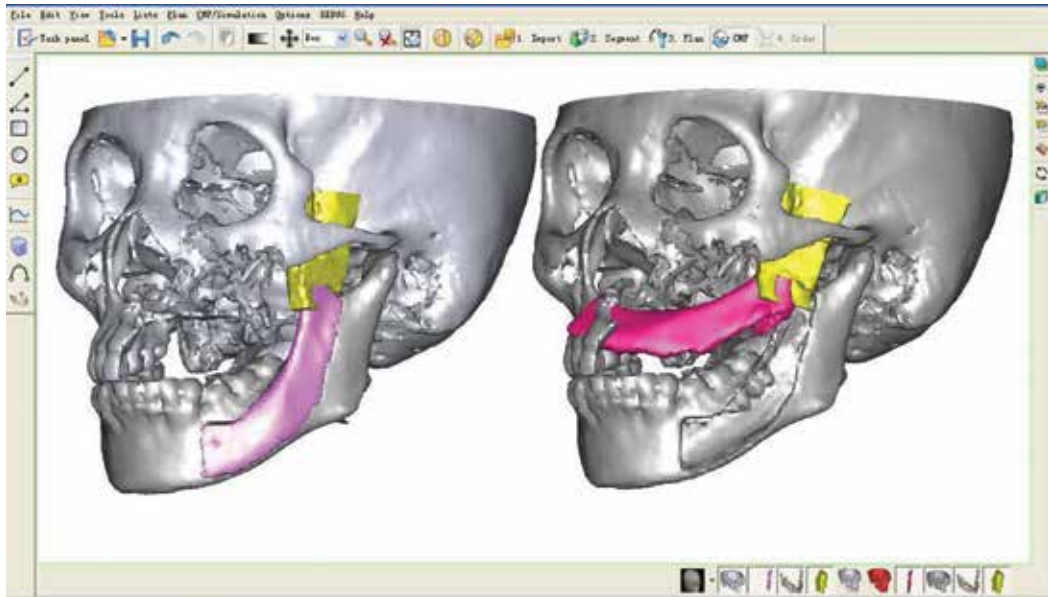 File Edit View Tools Lists Plan CMF/Simulation Options Help
Task panel Box 1. Import 2. Segment 3. Plan CMF 4. Order